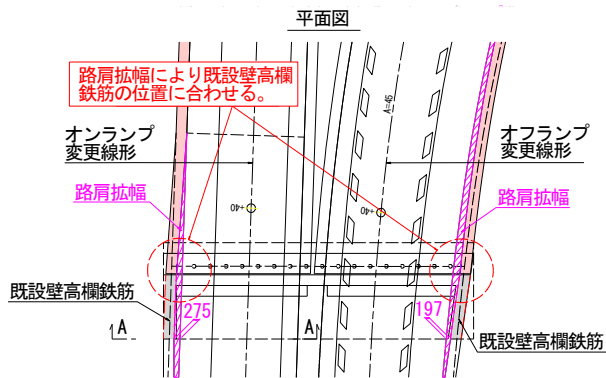 平面図
路肩拡幅により既設壁高欄
鉄筋の位置に合わせる。
オンランプ
変更線形
A=45
オフランプ
変更線形
路肩拡幅
路肩拡幅
+40
+40
既設壁高欄鉄筋
275
197
A
A
既設壁高欄鉄筋